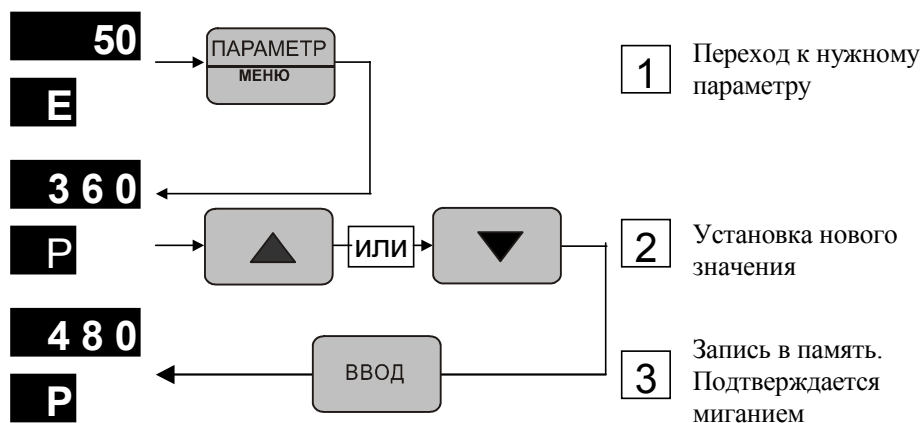 50
ПАРАМЕТР
МЕНЮ
E
1
Переход к нужному
параметру
3 6 0
P
ИЛИ
2
Установка нового
значения
4 8 0
P
ВВОД
3
Запись в память.
Подтверждается
миганием